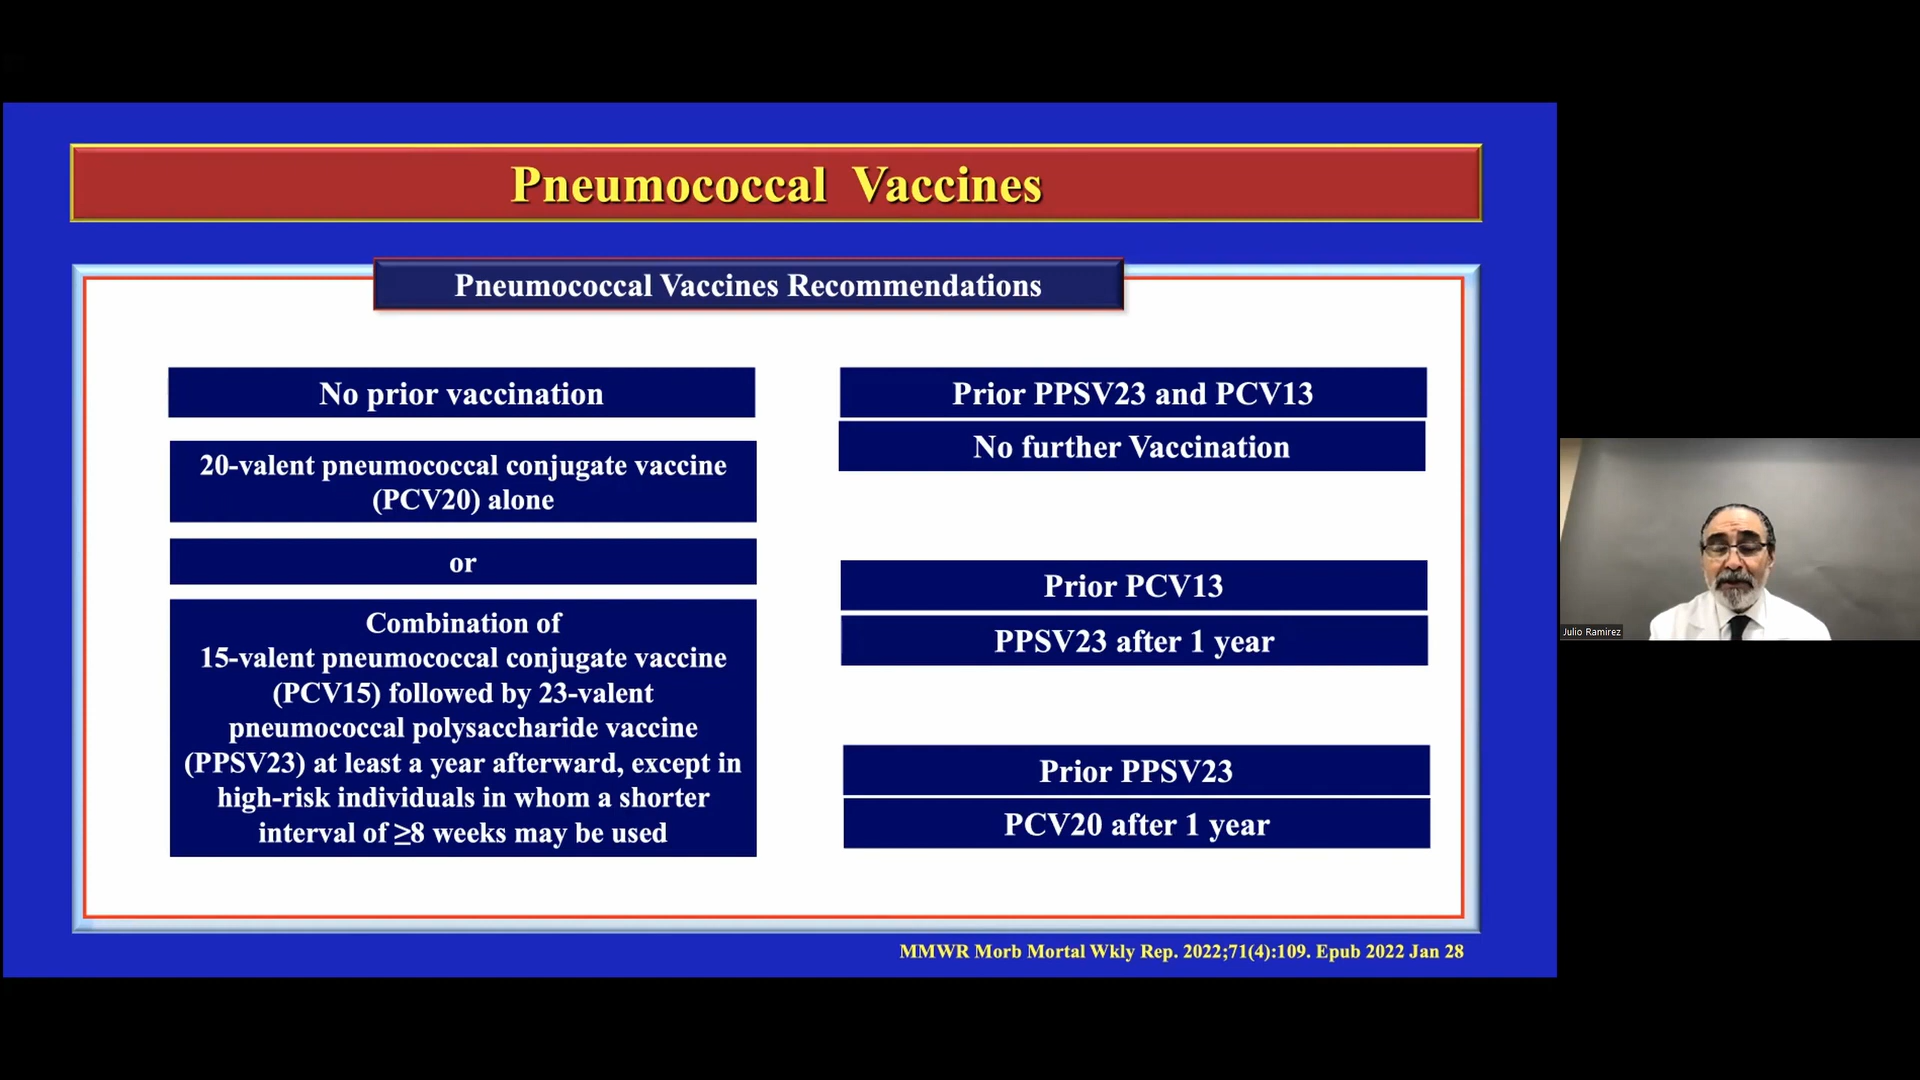 Pneumococcal Vaccines
Pneumococcal Vaccines Recommendations
No prior vaccination
20-valent pneumococcal conjugate vaccine
(PCV20) alone
or
Combination of
15-valent pneumococcal conjugate vaccine
(PCV15) followed by 23-valent
pneumococcal polysaccharide vaccine
(PPSV23) at least a year afterward, except in
high-risk individuals in whom a shorter
interval of ≥8 weeks may be used
Prior PPSV23 and PCV13
No further Vaccination
Prior PCV13
PPSV23 after 1 year
Prior PPSV23
PCV20 after 1 year
MMWR Morb Mortal Wkly Rep. 2022;71(4):109. Epub 2022 Jan 28
Julio Ramirez